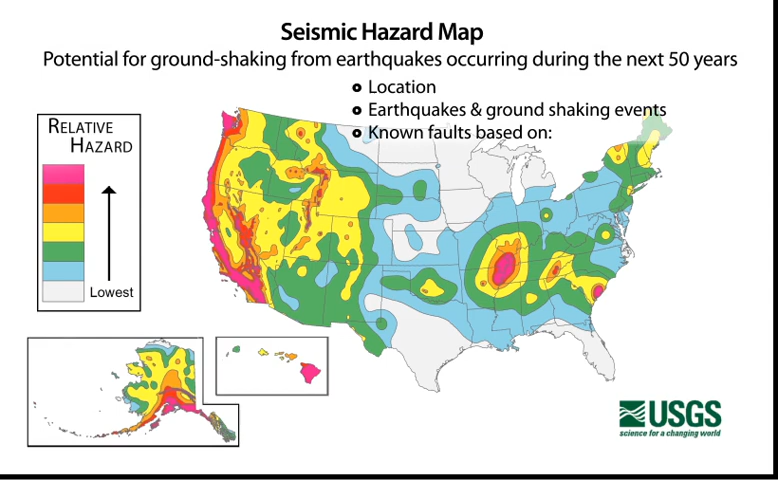 Seismic Hazard Map
Potential for ground-shaking from earthquakes occurring during the next 50 years
Location
Earthquakes & ground shaking events
Known faults based on:
RELATIVE
HAZARD
Lowest
USGS
science for a changing world